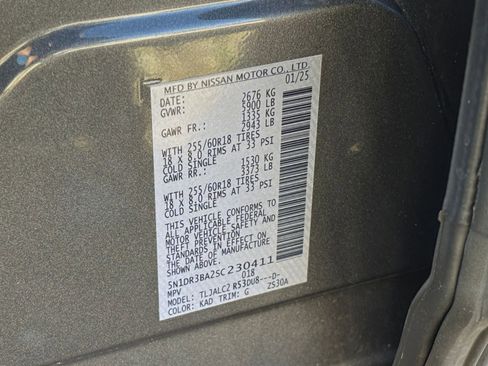 MFD BY NISSAN MOTOR CO., LTD.
DATE: 01/25
GVWR: 2676 KG
5900 LB
GAWR FR.: 1335 KG
2943 LB
WITH 255/60R18 TIRES
18 X 8.0 RIMS AT 33 PSI
COLD SINGLE
GAWR RR.: 1530 KG
3373 LB
WITH 255/60R18 TIRES
18 X 8.0 RIMS AT 33 PSI
COLD SINGLE
THIS VEHICLE CONFORMS TO
ALL APPLICABLE FEDERAL
MOTOR VEHICLE SAFETY AND
THEFT PREVENTION
STANDARDS IN EFFECT ON
THE DATE OF MANUFACTURE
5N1DR3BA2SC230411
MPV 018
MODEL: TLJALC2 R53DU8---D-
COLOR: KAD TRIM: G ZS30A